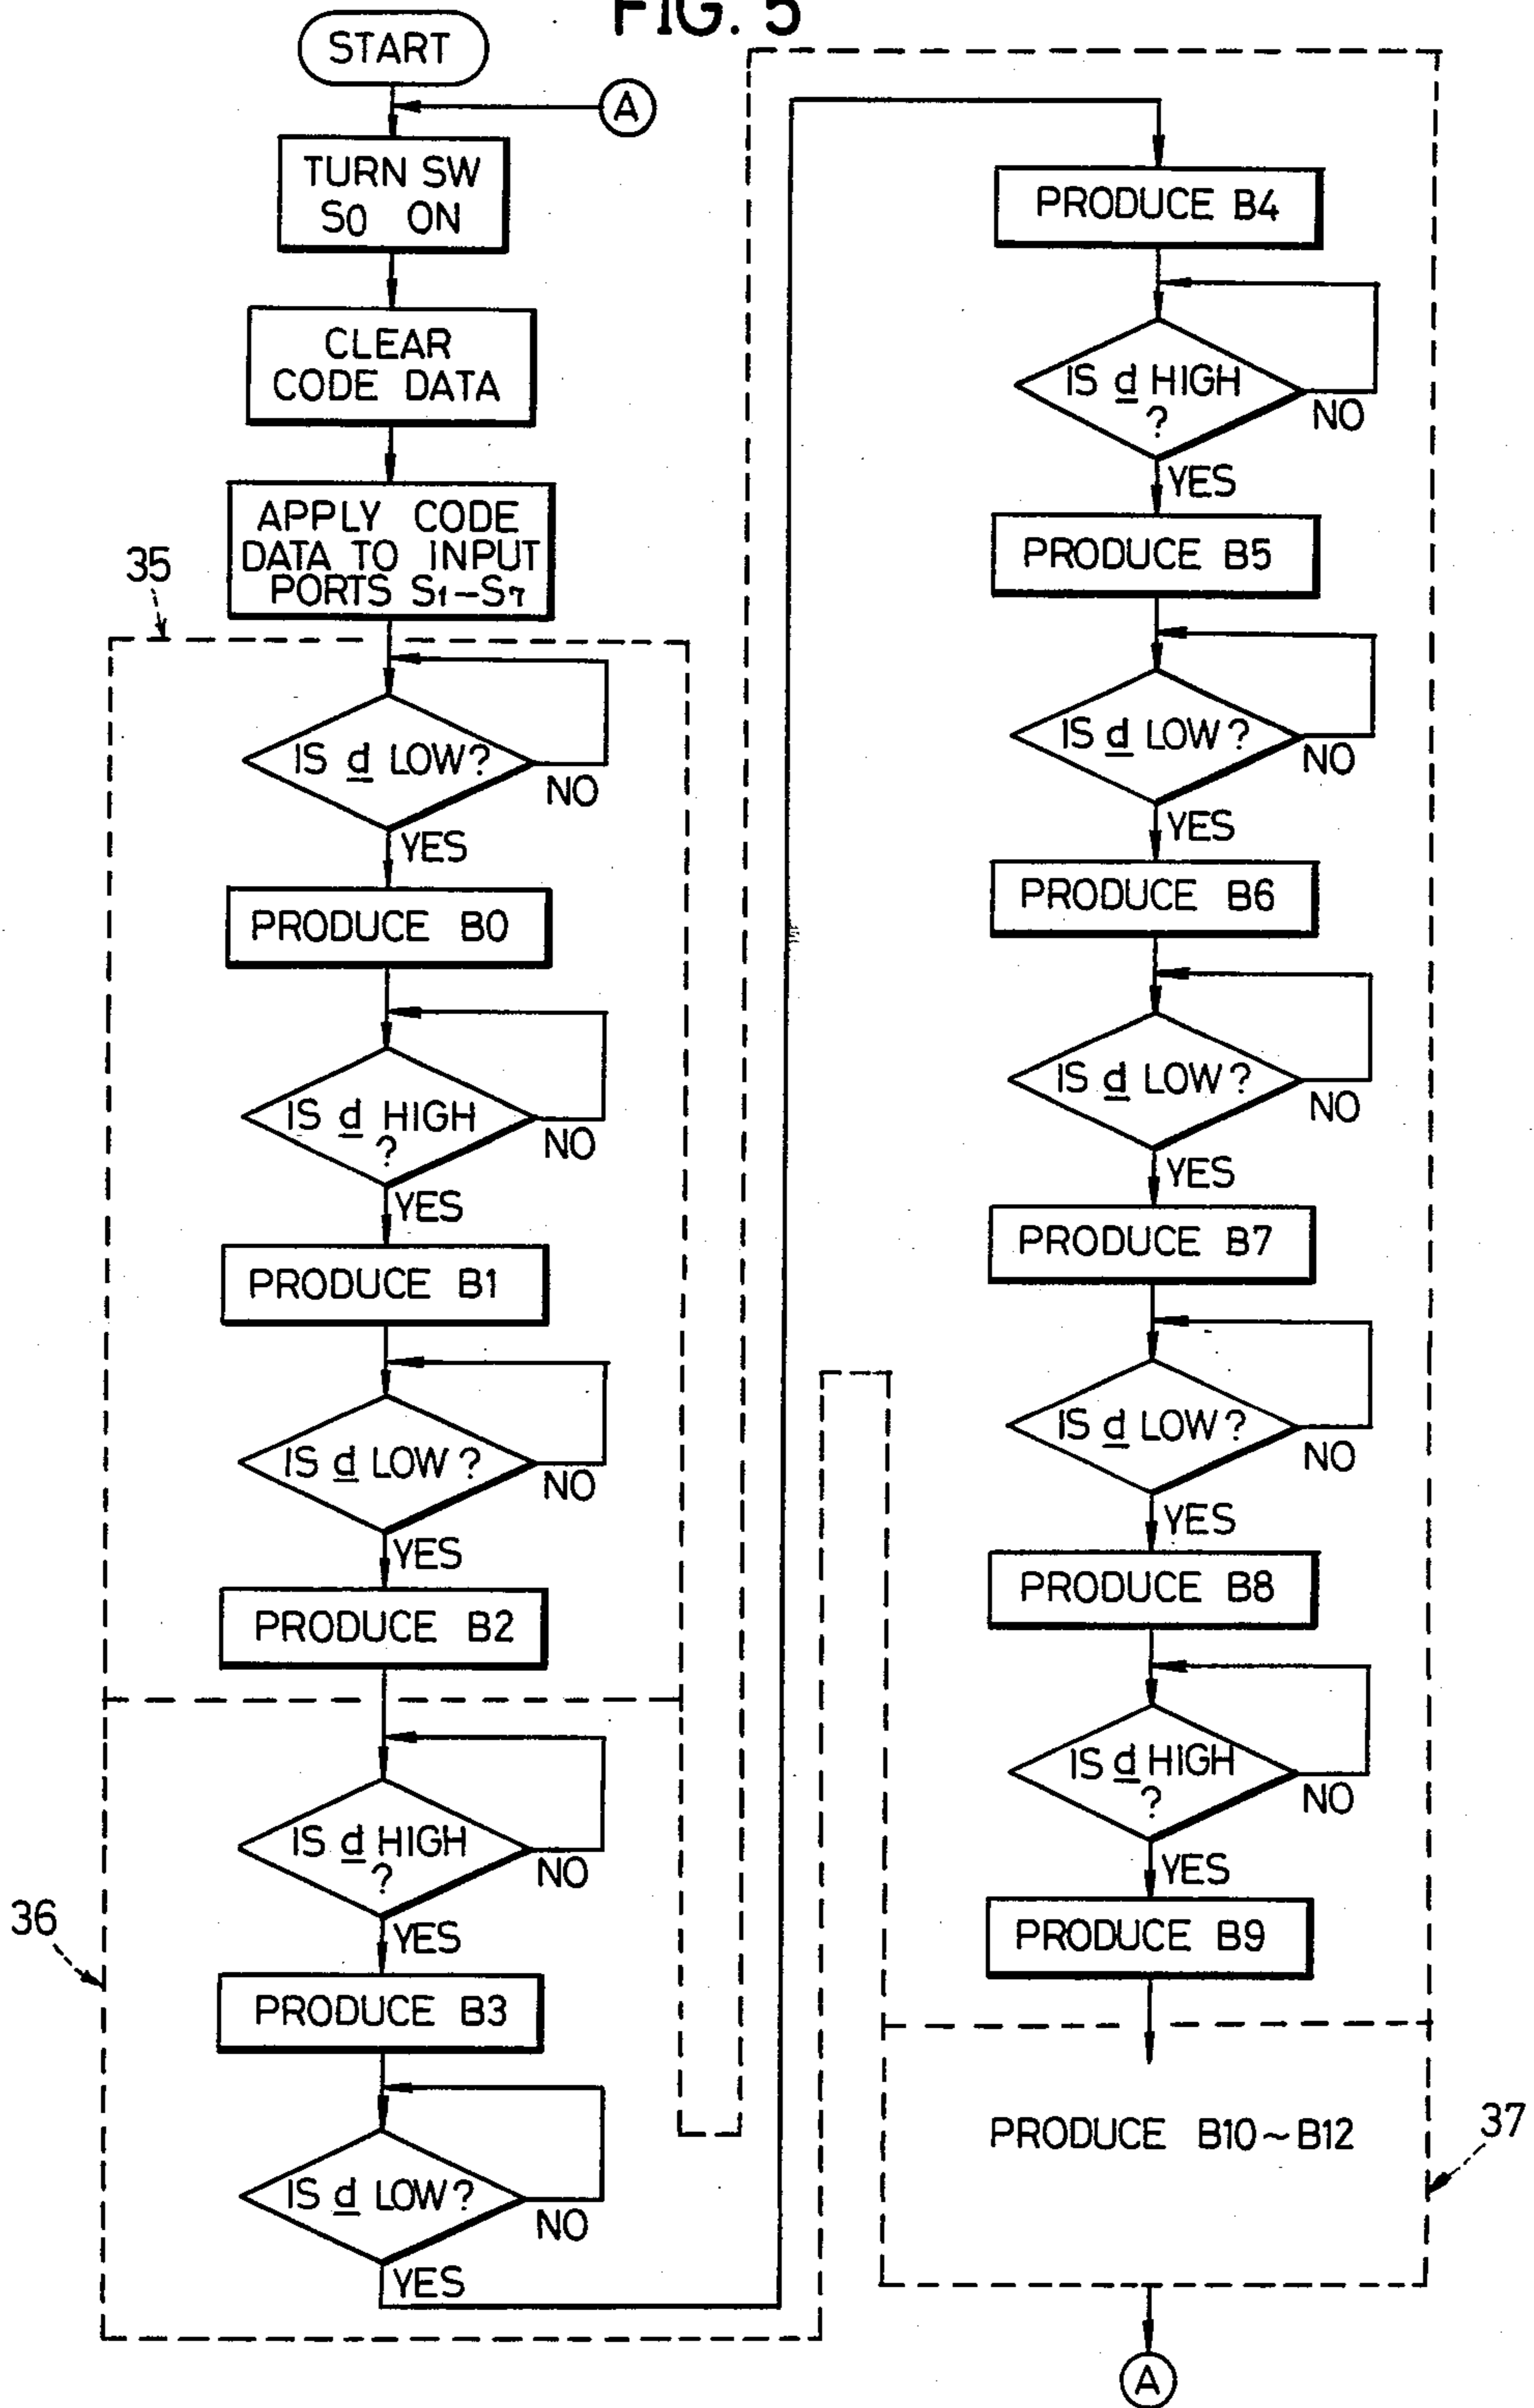 FIG. 5
START
A
TURN SW
S0 ON
CLEAR
CODE DATA
APPLY CODE
DATA TO INPUT
PORTS S1-S7
35
IS d LOW?
NO
YES
PRODUCE B0
IS d HIGH
?
NO
YES
PRODUCE B1
IS d LOW?
NO
YES
PRODUCE B2
36
IS d HIGH
?
NO
YES
PRODUCE B3
IS d LOW?
NO
YES
PRODUCE B4
IS d HIGH
?
NO
YES
PRODUCE B5
IS d LOW?
NO
YES
PRODUCE B6
IS d LOW?
NO
YES
PRODUCE B7
IS d LOW?
NO
YES
PRODUCE B8
IS d HIGH
?
NO
YES
PRODUCE B9
PRODUCE B10~B12
37
A